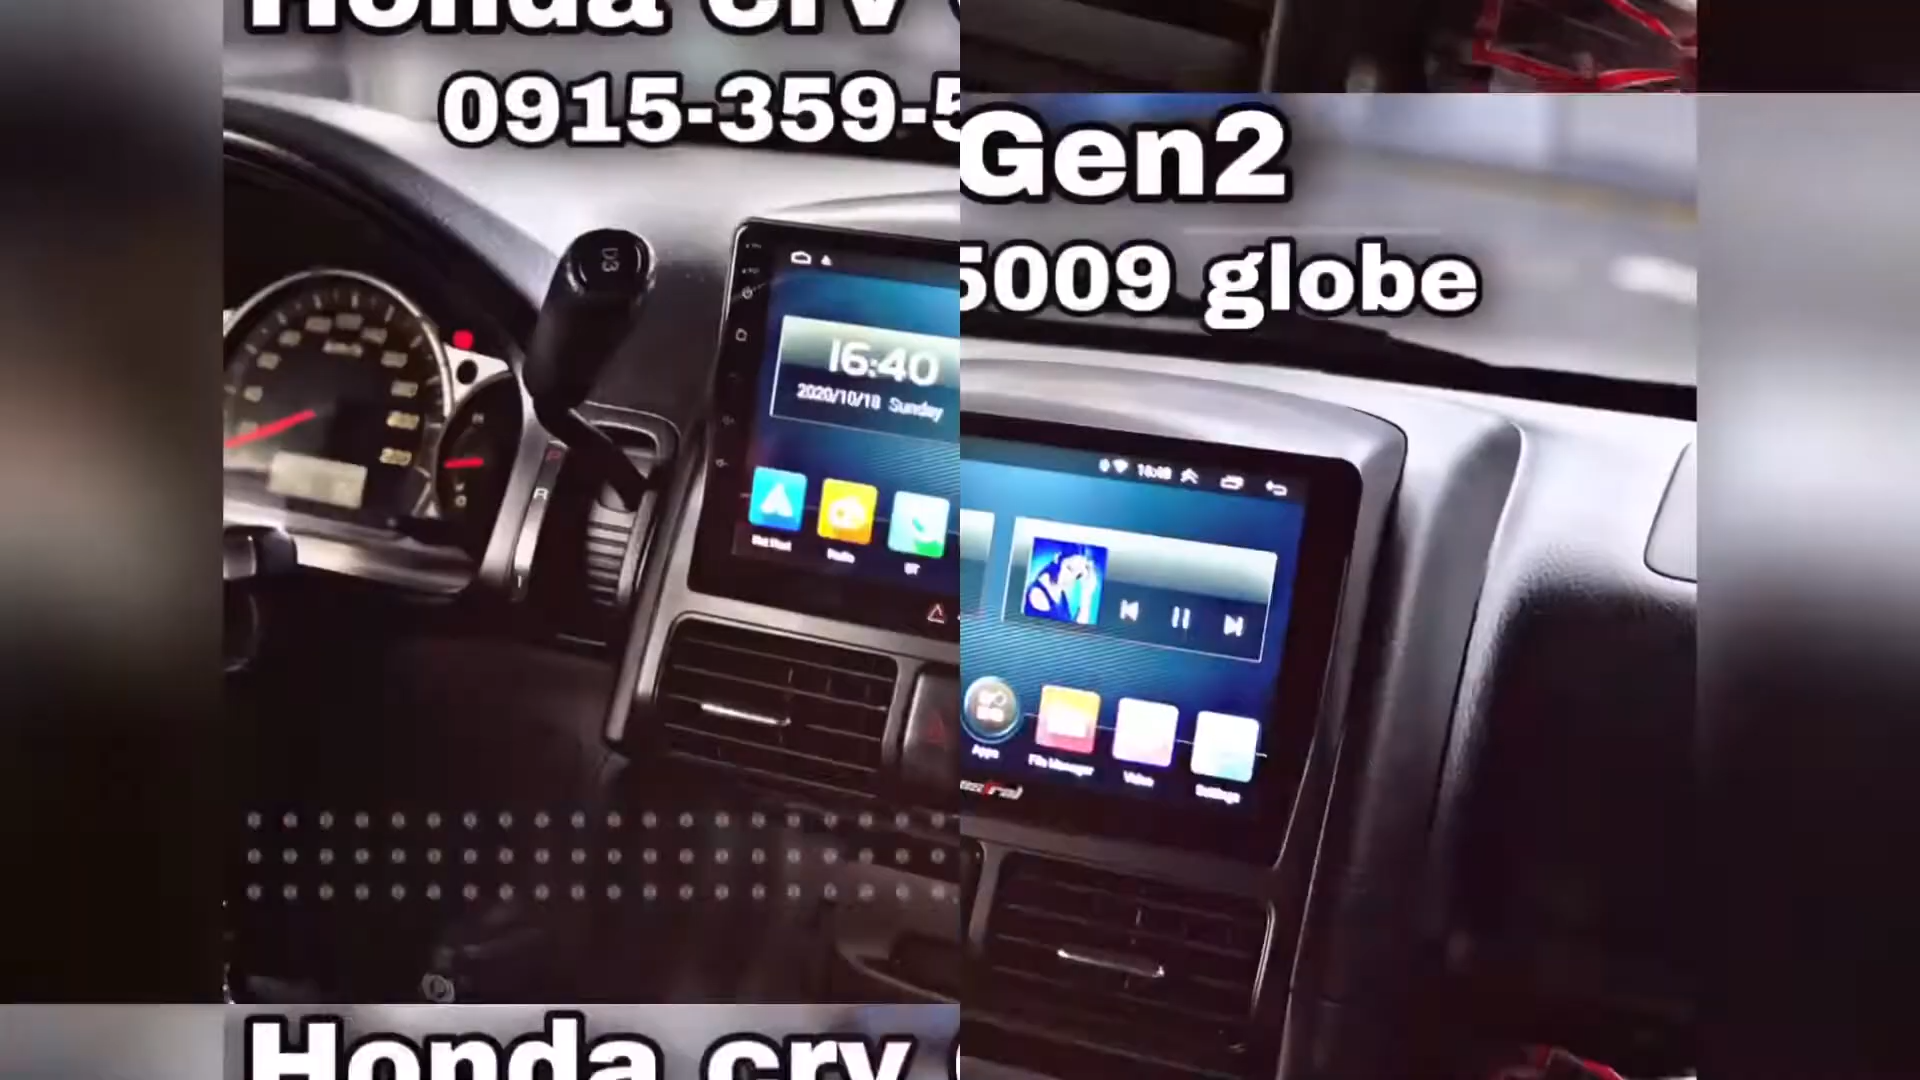 Honda crv Gen2
0915-359-5009 globe
D3
16:40
2020/10/18 Sunday
P
R
Radio
BT
Apps
File Manager
Video
Settings
Honda crv